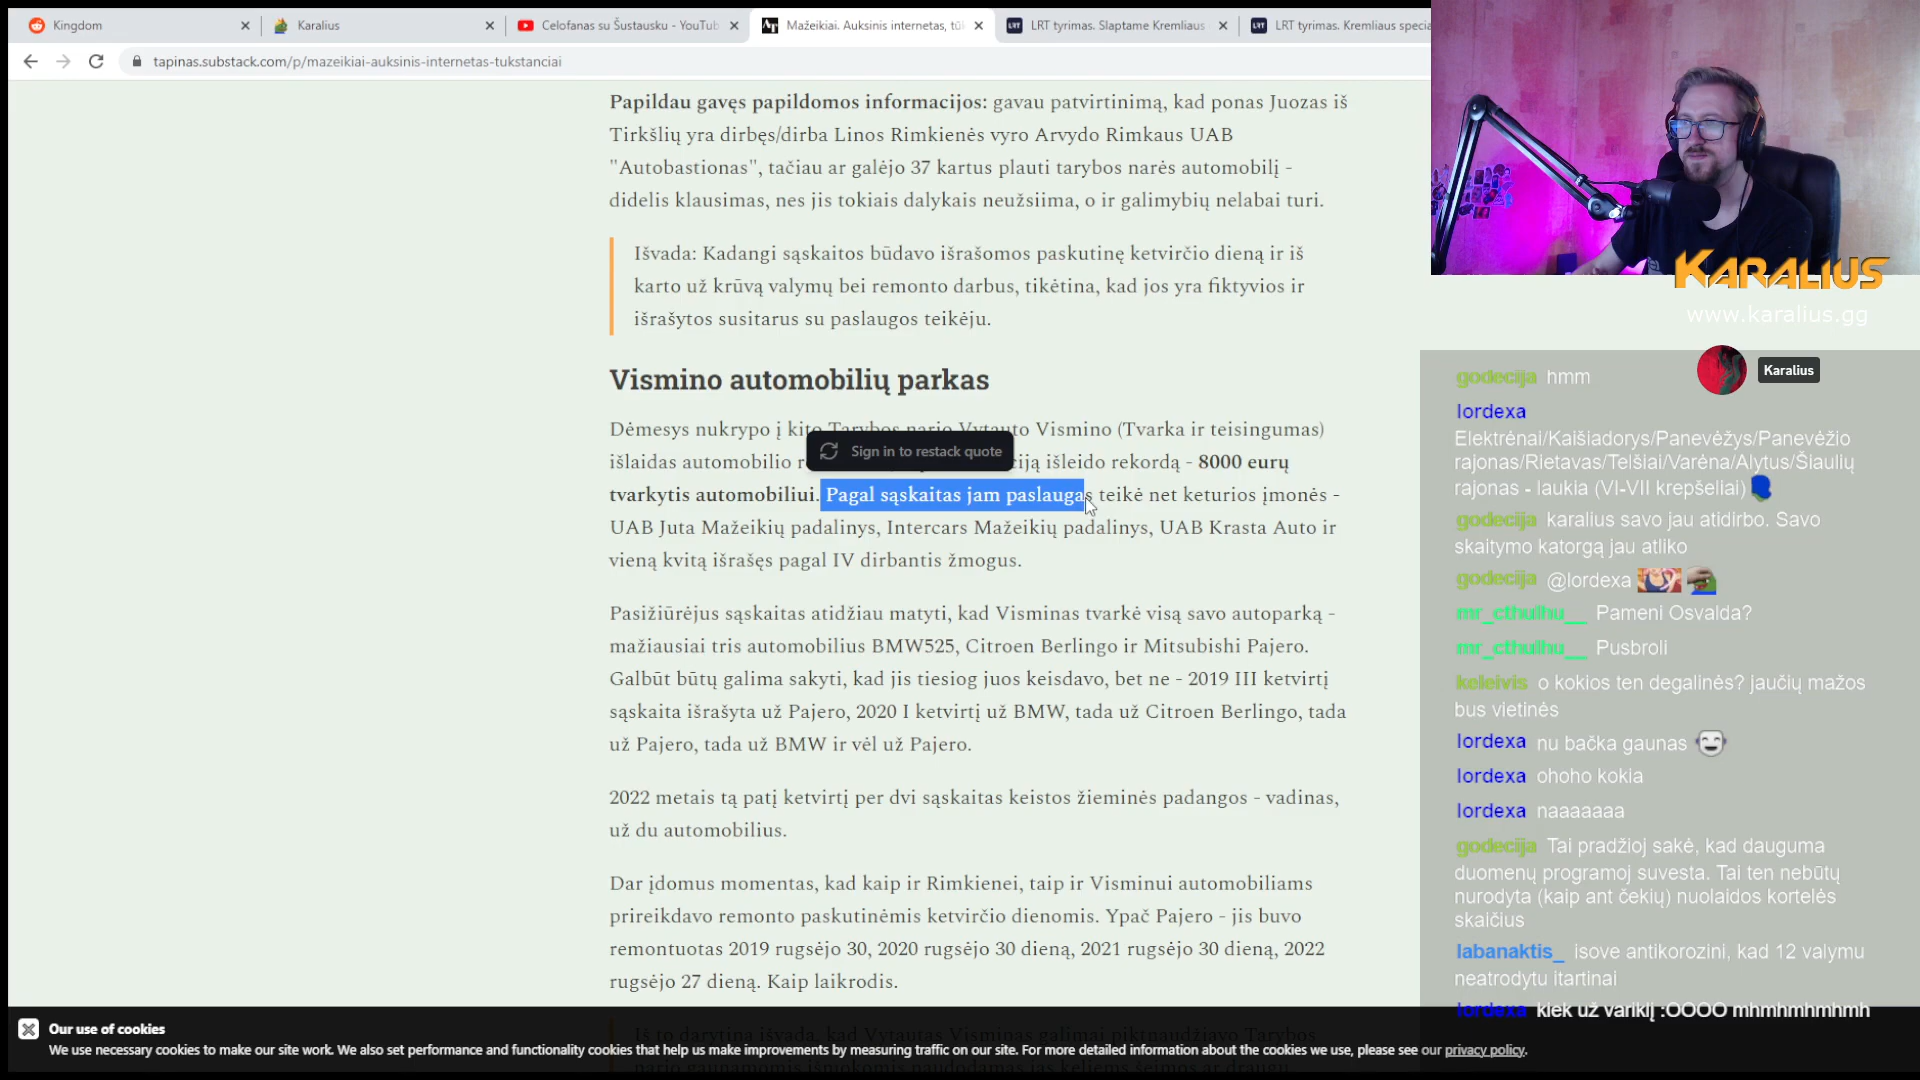 Kingdom
Karalius
Celofanas su Šustausku - YouTub
Mažeikiai. Auksinis internetas, tū
LRT tyrimas. Slaptame Kremliaus
LRT tyrimas. Kremliaus specia
tapinas.substack.com/p/mazeikiai-auksinis-internetas-tukstanciai
Papildau gavęs papildomos informacijos: gavau patvirtinimą, kad ponas Juozas iš
Tirkšlių yra dirbęs/dirba Linos Rimkienės vyro Arvydo Rimkaus UAB
"Autobastionas", tačiau ar galėjo 37 kartus plauti tarybos narės automobilį -
didelis klausimas, nes jis tokiais dalykais neužsiima, o ir galimybių nelabai turi.
Išvada: Kadangi sąskaitos būdavo išrašomos paskutinę ketvirčio dieną ir iš
karto už krūvą valymų bei remonto darbus, tikėtina, kad jos yra fiktyvios ir
išrašytos susitarus su paslaugos teikėju.
Vismino automobilių parkas
Dėmesys nukrypo į kito Tarybos nario Vytauto Vismino (Tvarka ir teisingumas)
Sign in to restack quote
išlaidas automobilio r ciją išleido rekordą - 8000 eurų
tvarkytis automobiliui. Pagal sąskaitas jam paslaugas teikė net keturios įmonės -
UAB Juta Mažeikių padalinys, Intercars Mažeikių padalinys, UAB Krasta Auto ir
vieną kvitą išrašęs pagal IV dirbantis žmogus.
Pasižiūrėjus sąskaitas atidžiau matyti, kad Visminas tvarkė visą savo autoparką -
mažiausiai tris automobilius BMW525, Citroen Berlingo ir Mitsubishi Pajero.
Galbūt būtų galima sakyti, kad jis tiesiog juos keisdavo, bet ne - 2019 III ketvirtį
sąskaita išrašyta už Pajero, 2020 I ketvirtį už BMW, tada už Citroen Berlingo, tada
už Pajero, tada už BMW ir vėl už Pajero.
2022 metais tą patį ketvirtį per dvi sąskaitas keistos žieminės padangos - vadinas,
už du automobilius.
Dar įdomus momentas, kad kaip ir Rimkienei, taip ir Visminui automobiliams
prireikdavo remonto paskutinėmis ketvirčio dienomis. Ypač Pajero - jis buvo
remontuotas 2019 rugsėjo 30, 2020 rugsėjo 30 dieną, 2021 rugsėjo 30 dieną, 2022
rugsėjo 27 dieną. Kaip laikrodis.
Iš to darytina išvada, kad Vytautas Visminas galimai piktnaudžiavo Tarybos
Our use of cookies
We use necessary cookies to make our site work. We also set performance and functionality cookies that help us make improvements by measuring traffic on our site. For more detailed information about the cookies we use, please see our privacy policy.
KARALIUS
www.karalius.gg
Karalius
godecija hmm
lordexa
Elektrėnai/Kaišiadorys/Panevėžys/Panevėžio
rajonas/Rietavas/Telšiai/Varėna/Alytus/Šiaulių
rajonas - laukia (VI-VII krepšeliai)
godecija karalius savo jau atidirbo. Savo
skaitymo katorgą jau atliko
godecija @lordexa
mr_cthulhu__ Pameni Osvalda?
mr_cthulhu__ Pusbroli
keleivis o kokios ten degalinės? jaučių mažos
bus vietinės
lordexa nu bačka gaunas
lordexa ohoho kokia
lordexa naaaaaaa
godecija Tai pradžioj sakė, kad dauguma
duomenų programoj suvesta. Tai ten nebūtų
nurodyta (kaip ant čekių) nuolaidos kortelės
skaičius
labanaktis_ isove antikorozini, kad 12 valymu
neatrodytu itartinai
lordexa kiek už variklį :OOOO mhmhmhmhmh